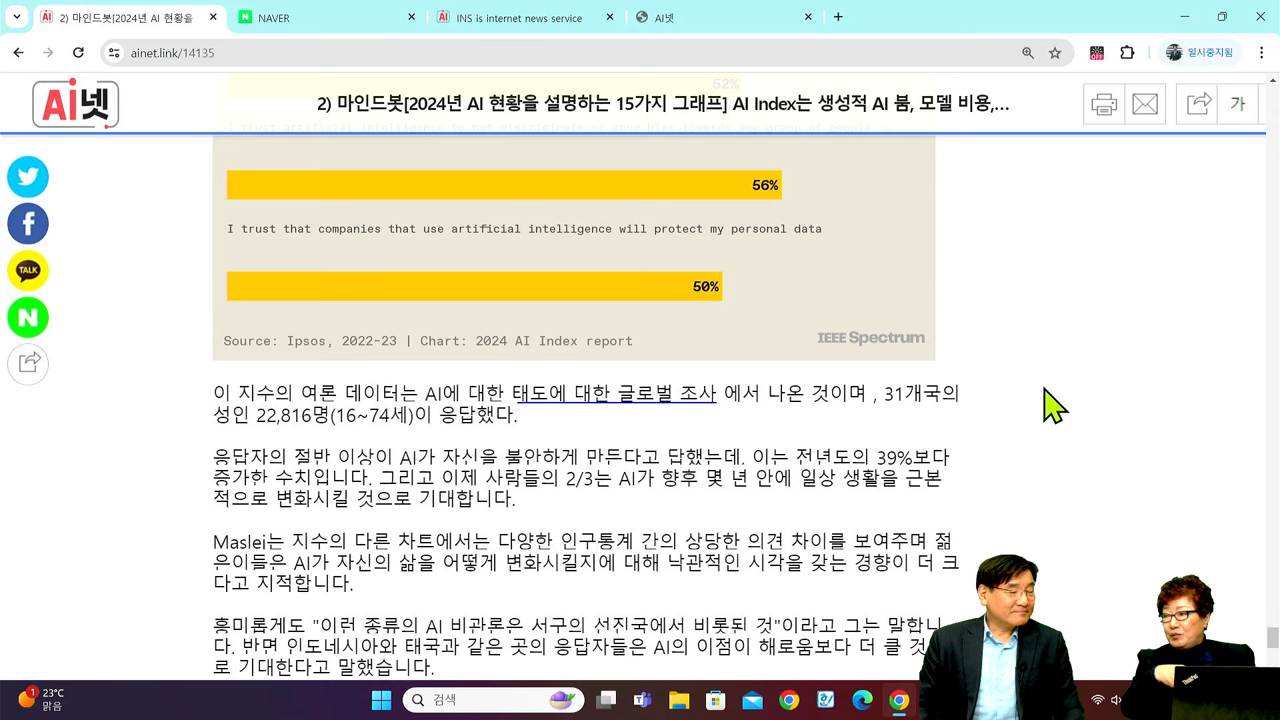 2) 마인드봇[2024년 AI 현황을
NAVER
INS is internet news service
AI넷
ainet.link/14135
OFF
일시중지됨
Ai넷
2) 마인드봇[2024년 AI 현황을 설명하는 15가지 그래프] AI Index는 생성적 AI 붐, 모델 비용,...
가
52%
I trust artificial intelligence to not discriminate or show bias towards any group of people
56%
I trust that companies that use artificial intelligence will protect my personal data
50%
Source: Ipsos, 2022-23 | Chart: 2024 AI Index report
IEEE Spectrum
TALK
N
이 지수의 여론 데이터는 AI에 대한 태도에 대한 글로벌 조사 에서 나온 것이며 , 31개국의
성인 22,816명(16~74세)이 응답했다.
응답자의 절반 이상이 AI가 자신을 불안하게 만든다고 답했는데, 이는 전년도의 39%보다
증가한 수치입니다. 그리고 이제 사람들의 2/3는 AI가 향후 몇 년 안에 일상 생활을 근본
적으로 변화시킬 것으로 기대합니다.
Maslei는 지수의 다른 차트에서는 다양한 인구통계 간의 상당한 의견 차이를 보여주며 젊
은이들은 AI가 자신의 삶을 어떻게 변화시킬지에 대해 낙관적인 시각을 갖는 경향이 더 크
다고 지적합니다.
흥미롭게도 "이런 종류의 AI 비관론은 서구의 선진국에서 비롯된 것"이라고 그는 말합니
다. 반면 인도네시아와 태국과 같은 곳의 응답자들은 AI의 이점이 해로움보다 더 클 것
로 기대한다고 말했습니다.
1
23℃
맑음
검색
ThinkPad